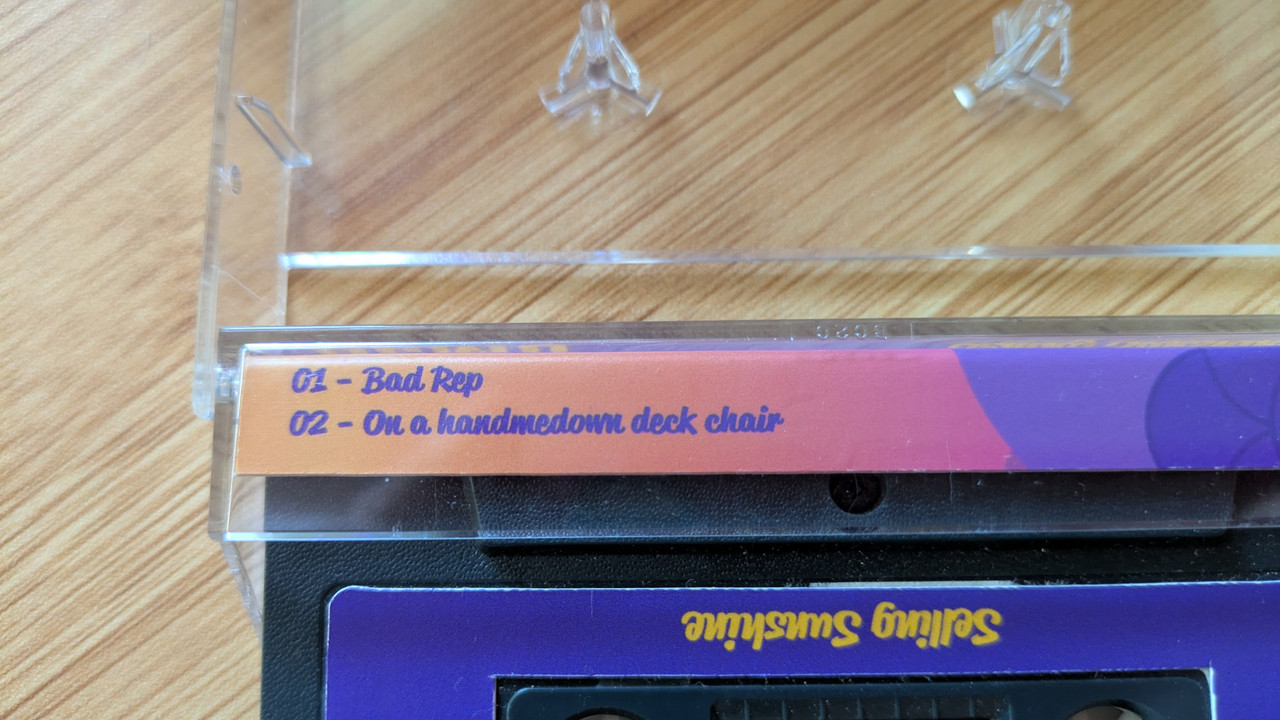 01 - Bad Rep
02 - On a handmedown deck chair
Selling Sunshine